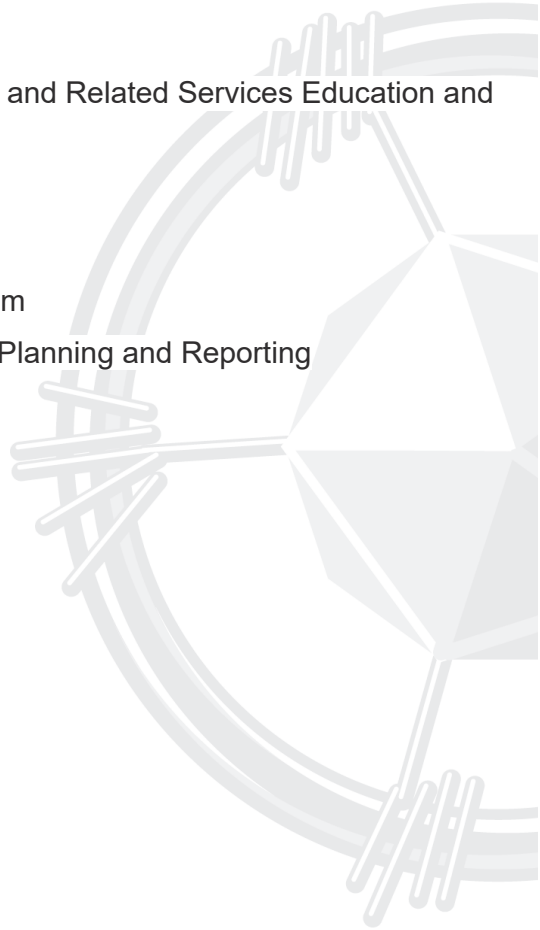 and Related Services Education and
m
Planning and Reporting